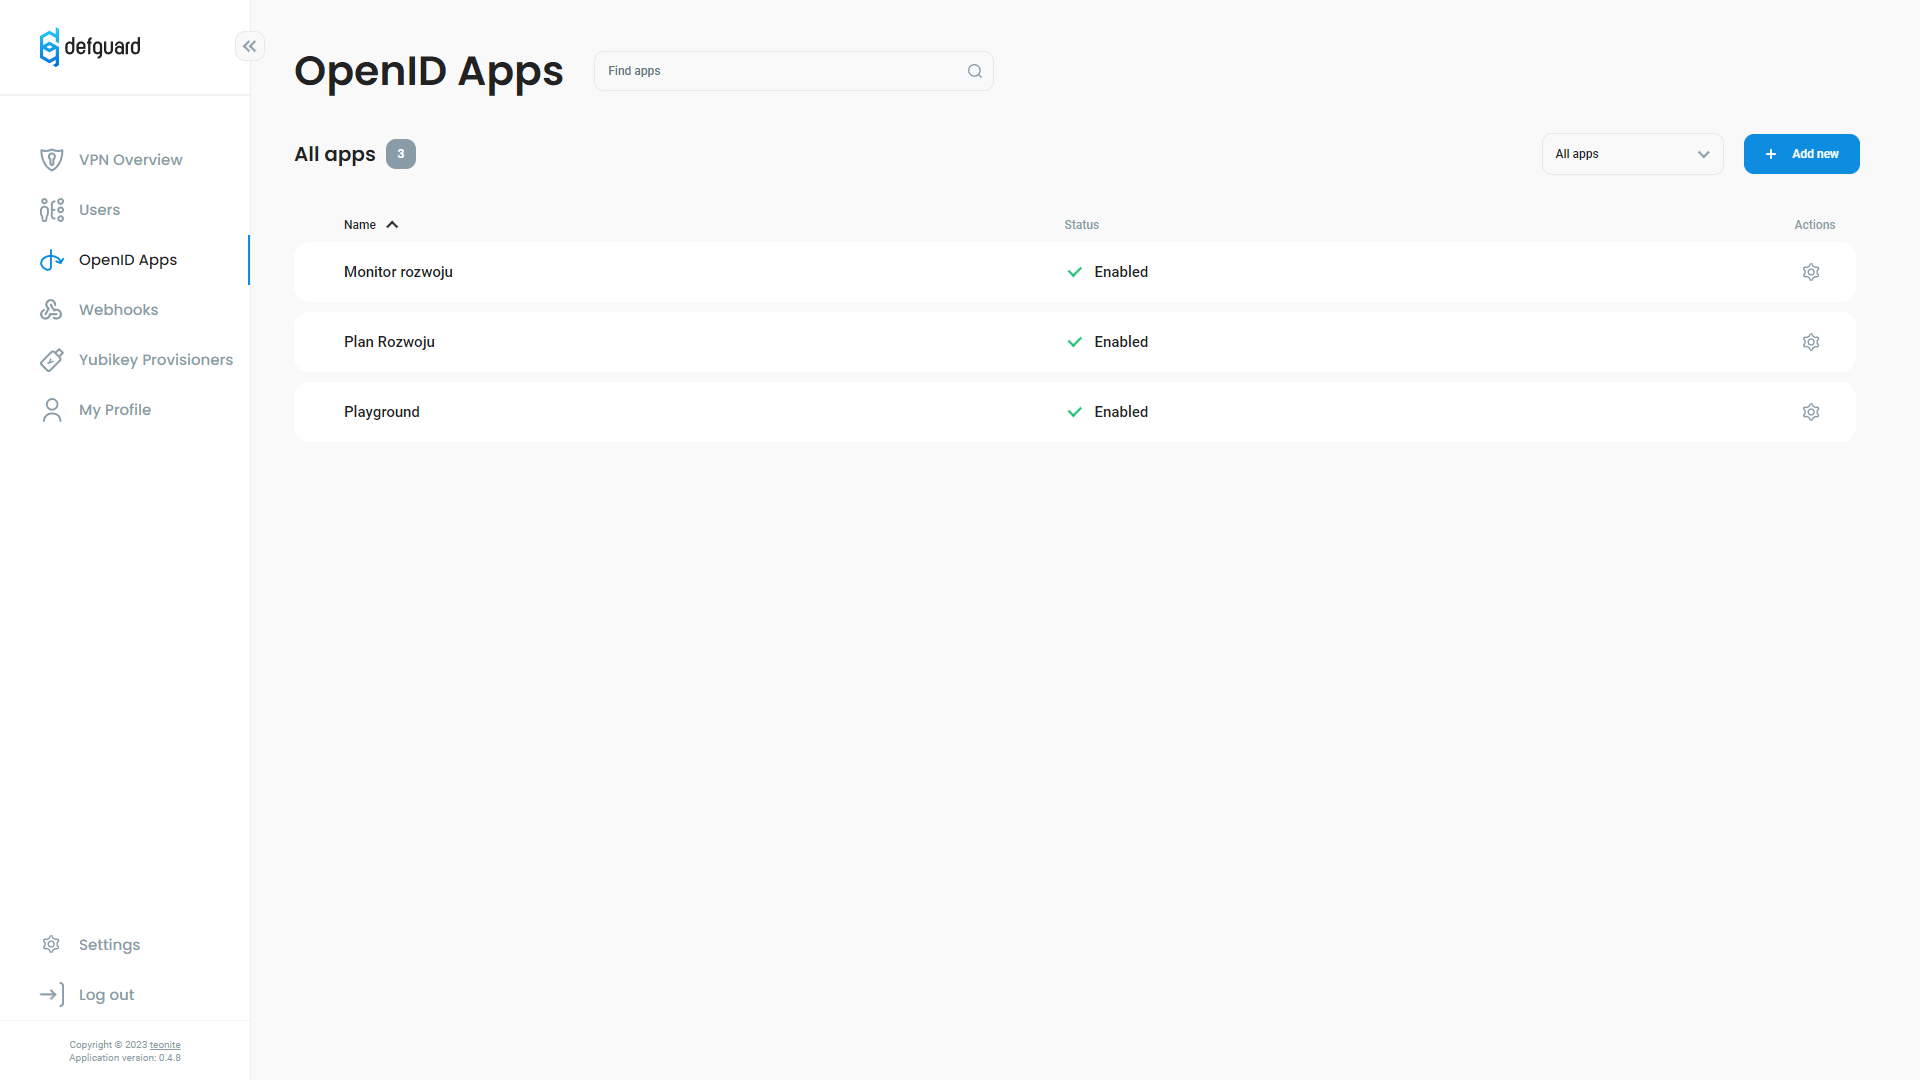 defguard
OpenID Apps
Find apps
All apps 3
All apps
Add new
VPN Overview
Users
OpenID Apps
Webhooks
Yubikey Provisioners
My Profile
Name Status Actions
Monitor rozwoju Enabled
Plan Rozwoju Enabled
Playground Enabled
Settings
Log out
Copyright © 2023 teonite
Application version: 0.4.8